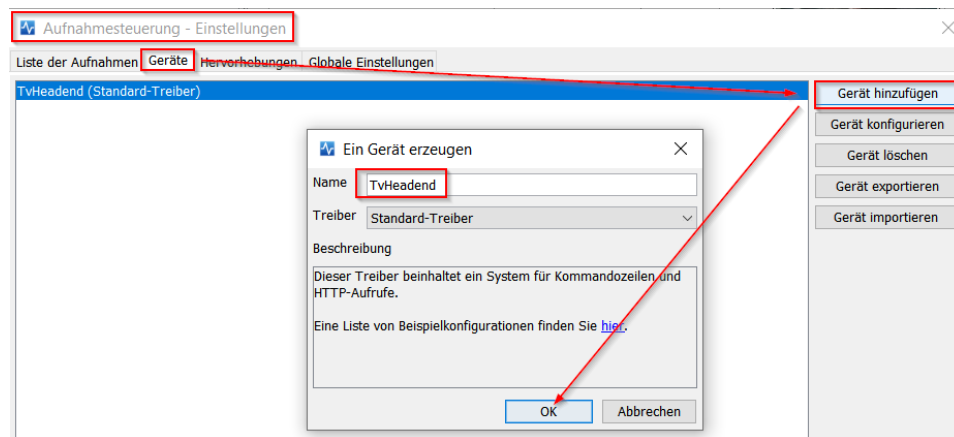 Aufnahmesteuerung - Einstellungen
Liste der Aufnahmen Geräte Hervorhebungen Globale Einstellungen
TvHeadend (Standard-Treiber)
Gerät hinzufügen
Gerät konfigurieren
Gerät löschen
Gerät exportieren
Gerät importieren
Ein Gerät erzeugen
Name TvHeadend
Treiber Standard-Treiber
Beschreibung
Dieser Treiber beinhaltet ein System für Kommandozeilen und
HTTP-Aufrufe.
Eine Liste von Beispielkonfigurationen finden Sie hier.
OK Abbrechen